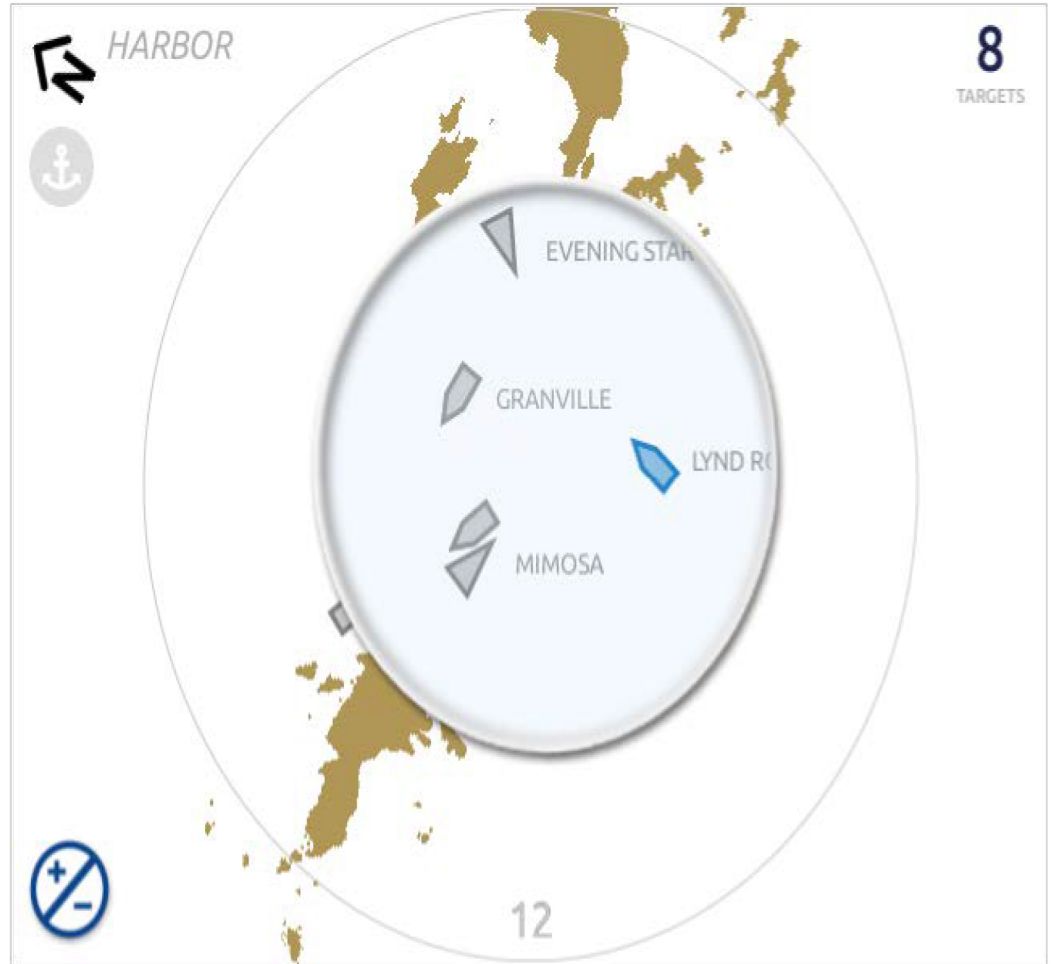 N
HARBOR
8
TARGETS
EVENING STAR
GRANVILLE
LYND
MIMOSA
+
-
12